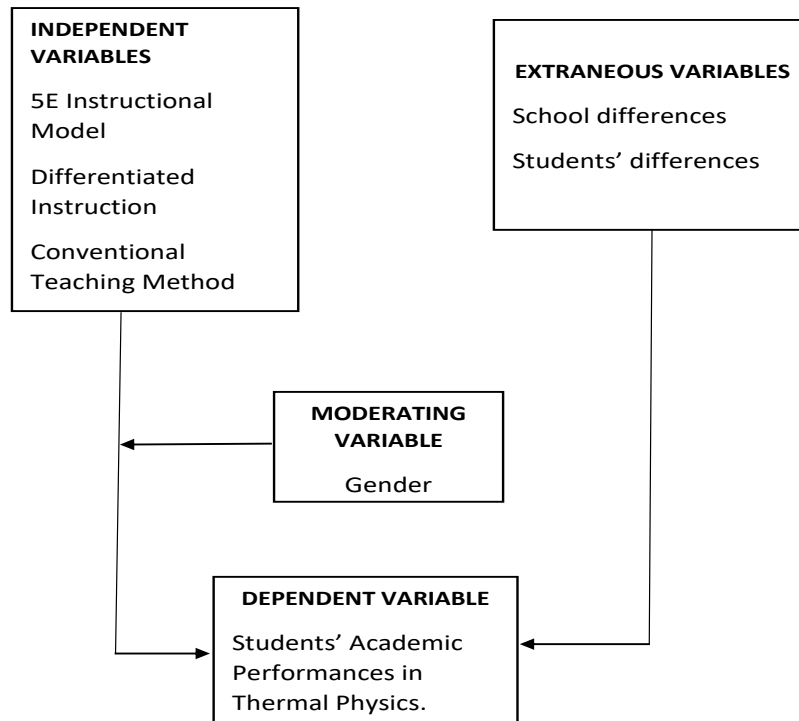 INDEPENDENT
VARIABLES
5E Instructional
Model
Differentiated
Instruction
Conventional
Teaching Method
EXTRANEOUS VARIABLES
School differences
Students’ differences
MODERATING
VARIABLE
Gender
DEPENDENT VARIABLE
Students’ Academic
Performances in
Thermal Physics.